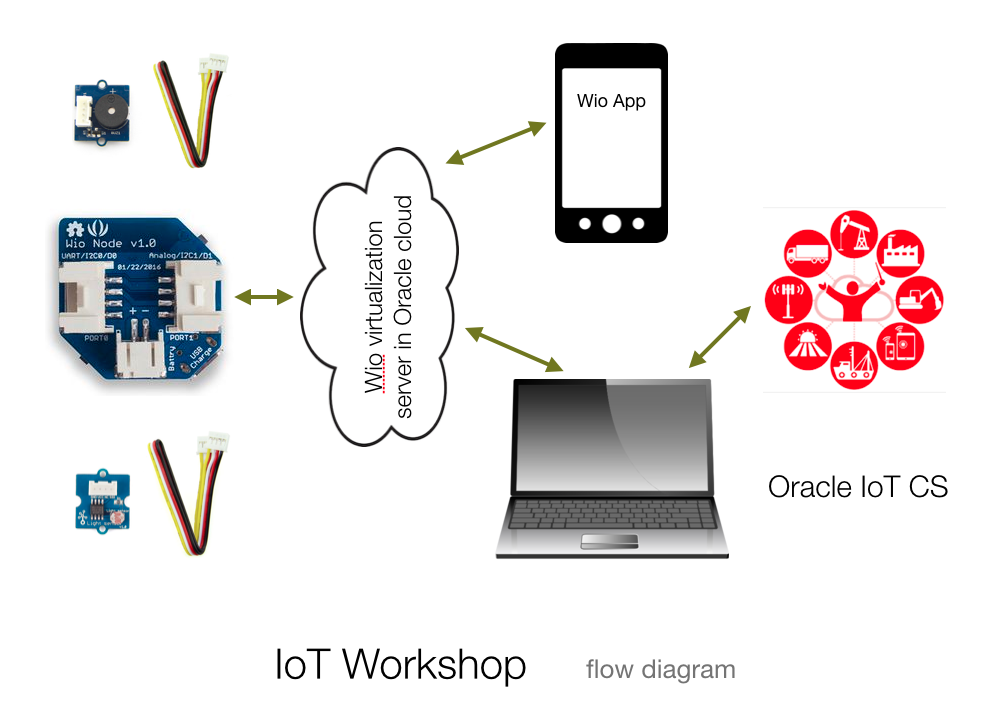 Wio App
Wio Node v1.0
UART/I2C0/D0
Analog/I2C1/D1
01/22/2016
+ −
PORT0
PORT1
Battry
USB
Charge
Wio virtualization
server in Oracle cloud
Oracle IoT CS
IoT Workshop
flow diagram